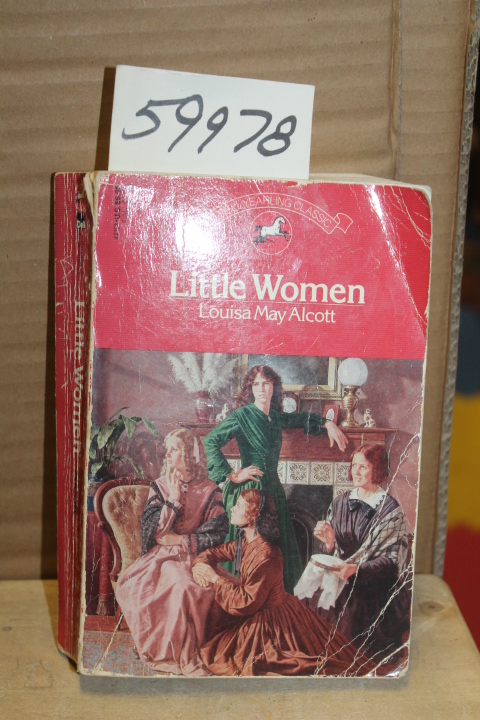 59978
YEARLING CLASSIC
Little Women
Louisa May Alcott
Little Women